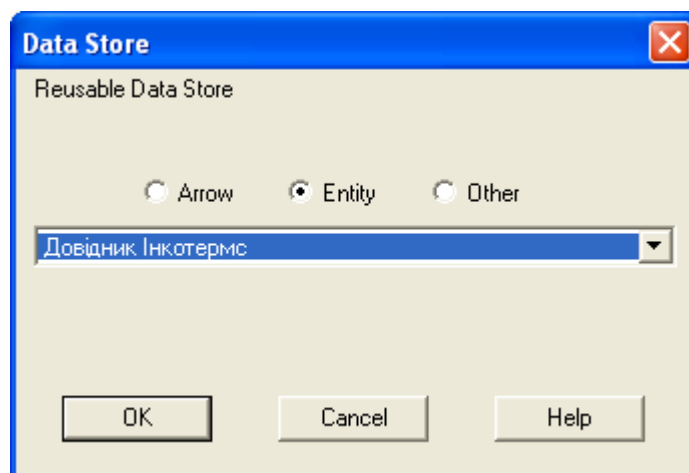 Data Store
Reusable Data Store
Arrow Entity Other
Довідник Інкотермс
OK Cancel Help